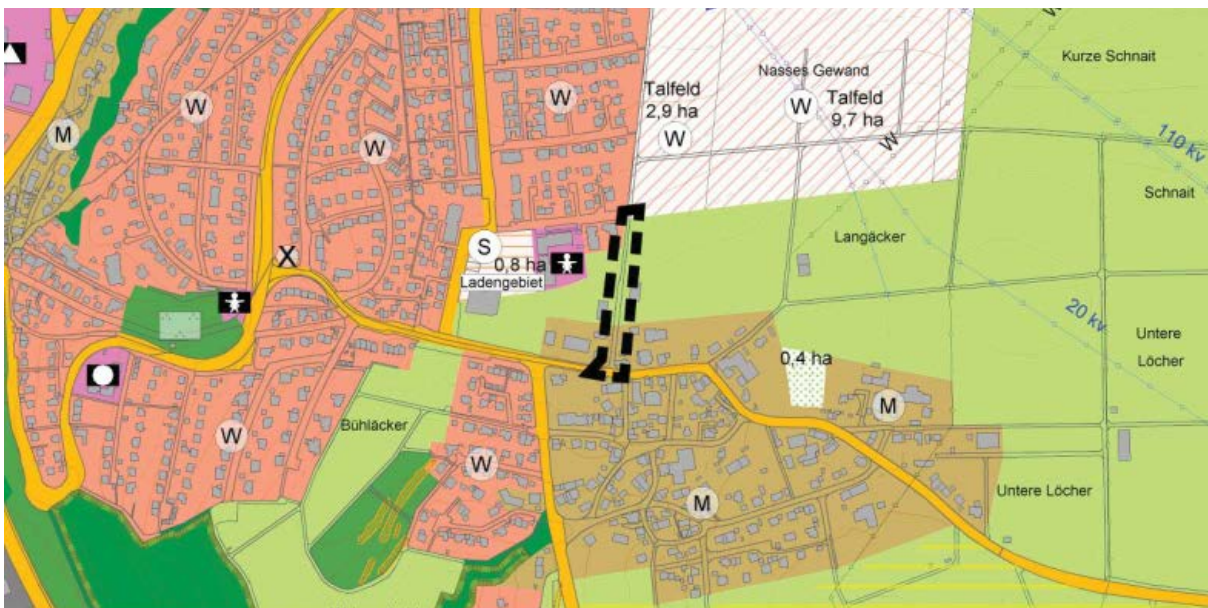 Kurze Schnait
Nasses Gewand
Talfeld
2,9 ha
W
W
Talfeld
9,7 ha
W
W
W
W
W
M
110 kv
Schnait
S
0,8 ha
Ladengebiet
X
Langäcker
20 kv
Untere
Löcher
0,4 ha
M
Bühläcker
W
W
Untere Löcher
M